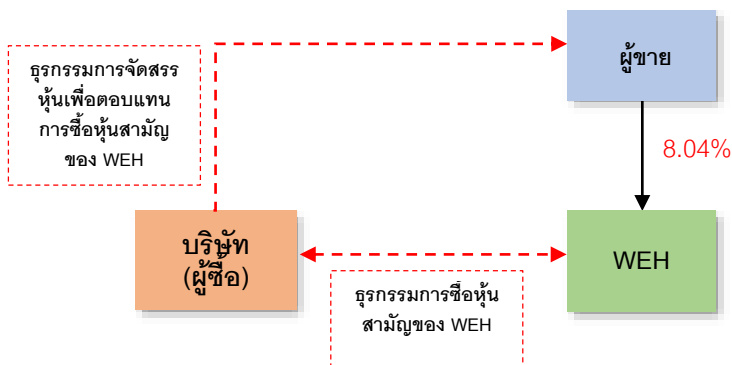 ธุรกรรมการจัดสรร
หุ้นเพื่อตอบแทน
การซื้อหุ้นสามัญ
ของ WEH
ผู้ขาย
8.04%
บริษัท
(ผู้ซื้อ)
WEH
ธุรกรรมการซื้อหุ้น
สามัญของ WEH